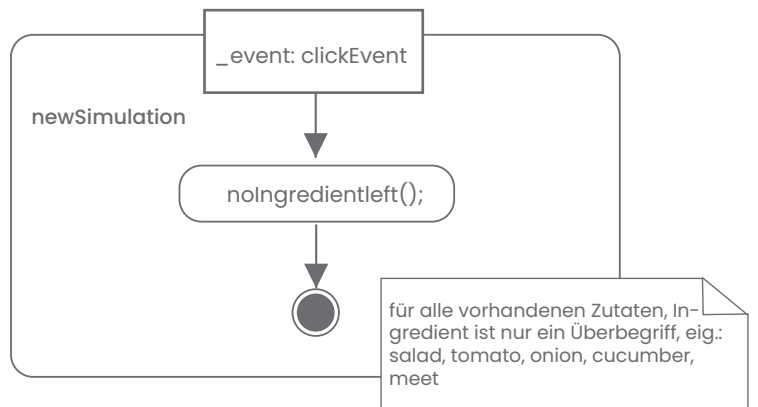 _event: clickEvent
newSimulation
noIngredientleft();
für alle vorhandenen Zutaten, In-
gredient ist nur ein Überbegriff, eig.:
salad, tomato, onion, cucumber,
meet